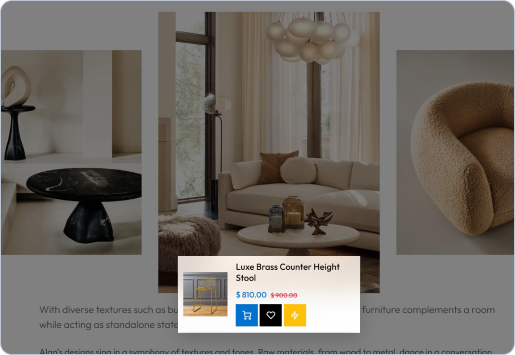 Luxe Brass Counter Height
Stool
$ 810.00 $ 900.00
With diverse textures such as bu furniture complements a room
while acting as standalone state
Alan's designs sing in a symphony of textures and tones. Raw materials, from wood to metal, dance in a conversation